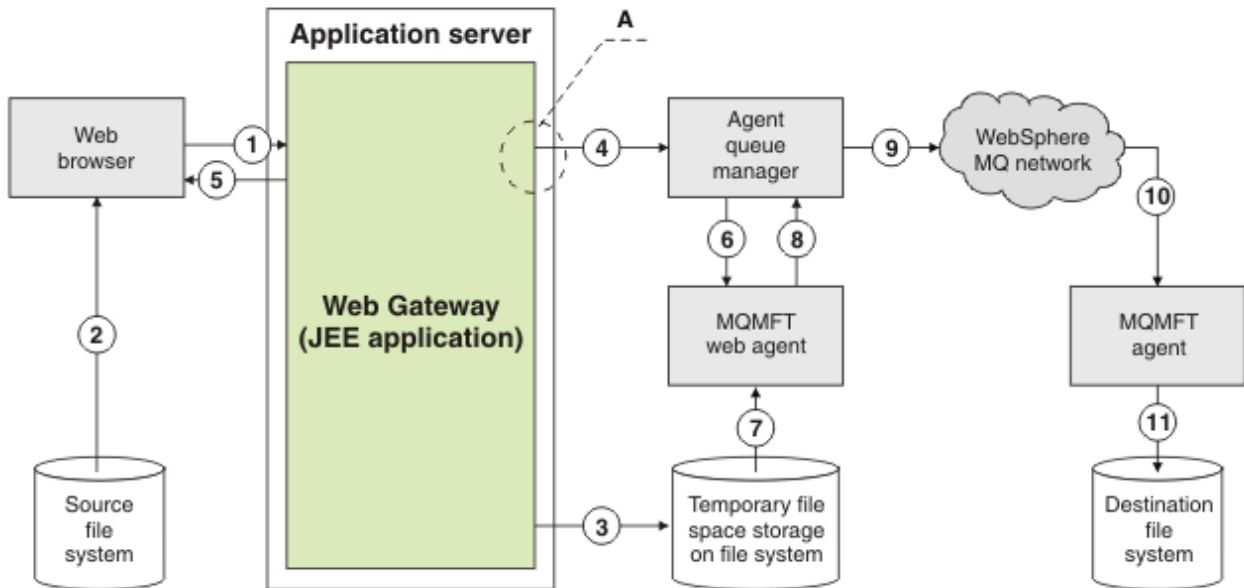 A
Application server
Web
browser
1
5
4
Agent
queue
manager
9
WebSphere
MQ network
10
6
8
2
Web Gateway
(JEE application)
MQMFT
web agent
MQMFT
agent
7
11
Source
file
system
3
Temporary file
space storage
on file system
Destination
file
system